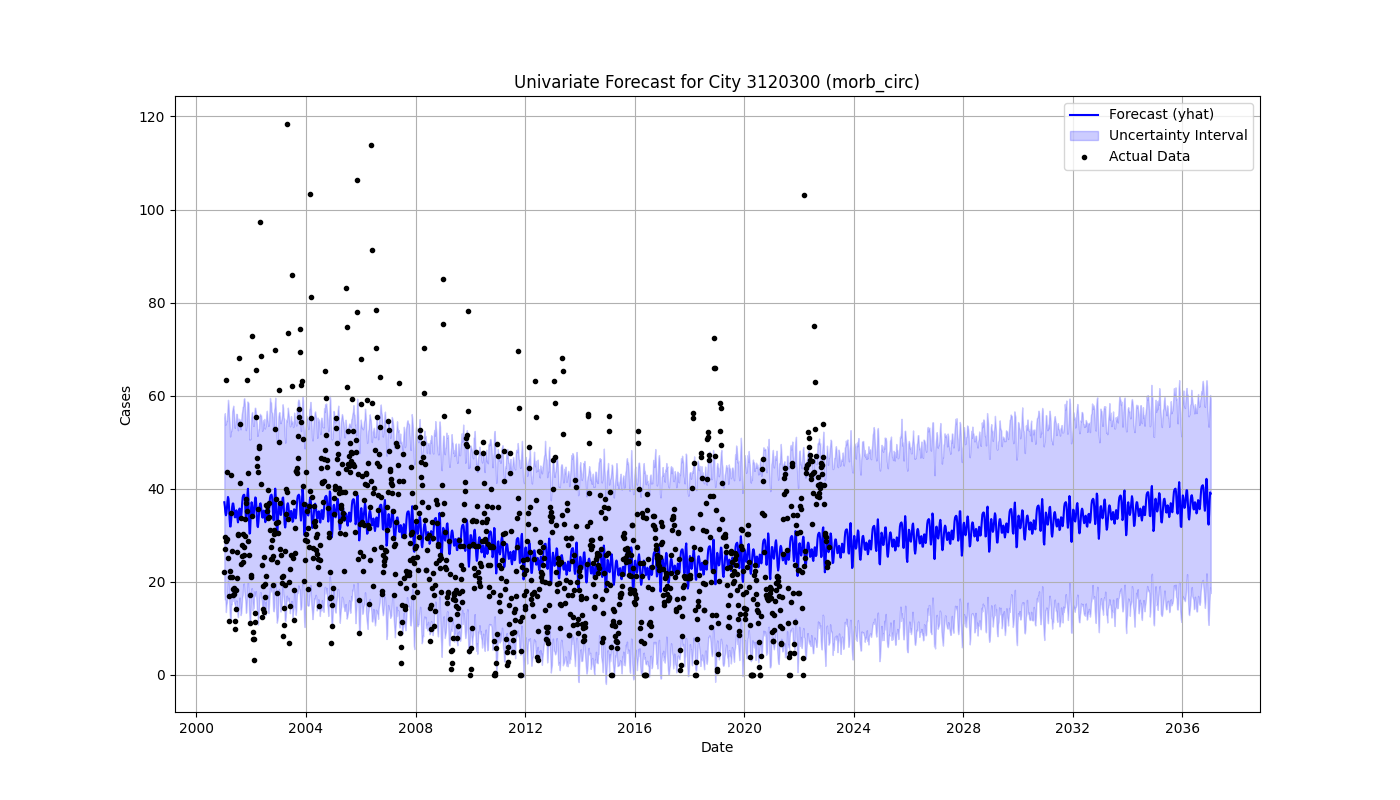 Univariate Forecast for City 3120300 (morb_circ)
Forecast (yhat)
Uncertainty Interval
Actual Data
Cases
120
100
80
60
40
20
0
2000 2004 2008 2012 2016 2020 2024 2028 2032 2036
Date